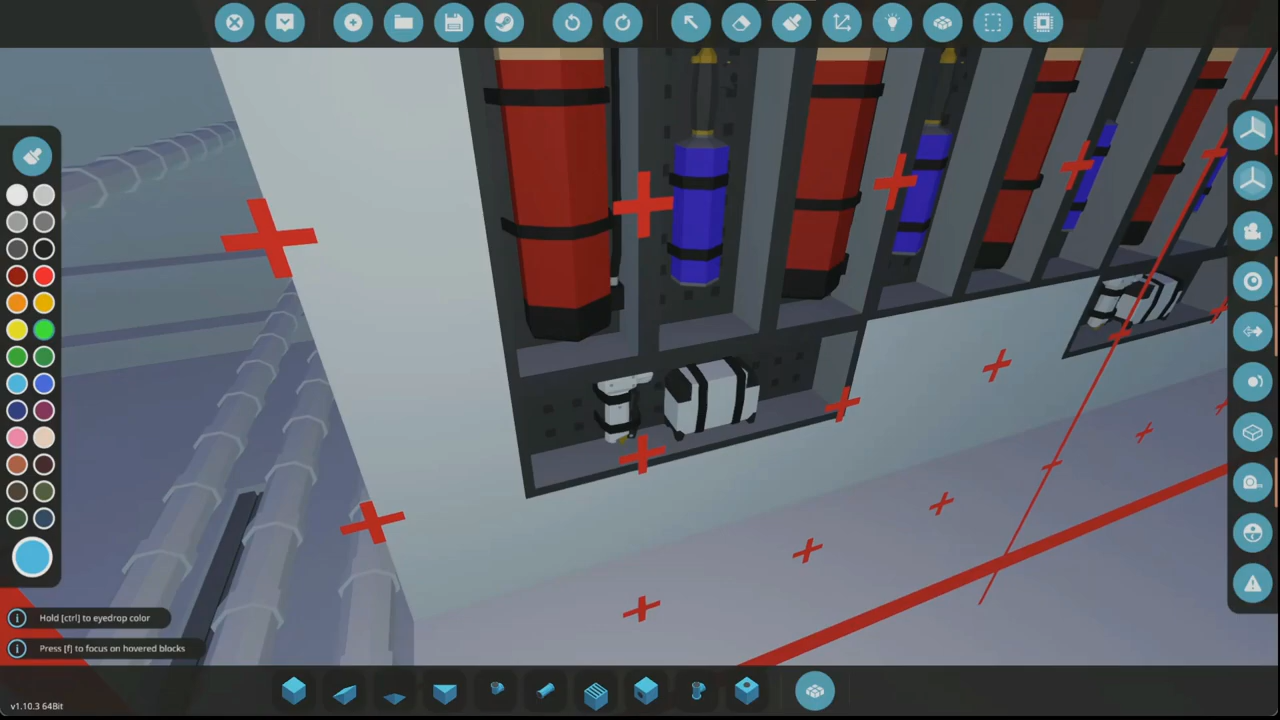 Hold [ctrl] to eyedrop color
Press [f] to focus on hovered blocks
v1.10.3 64Bit